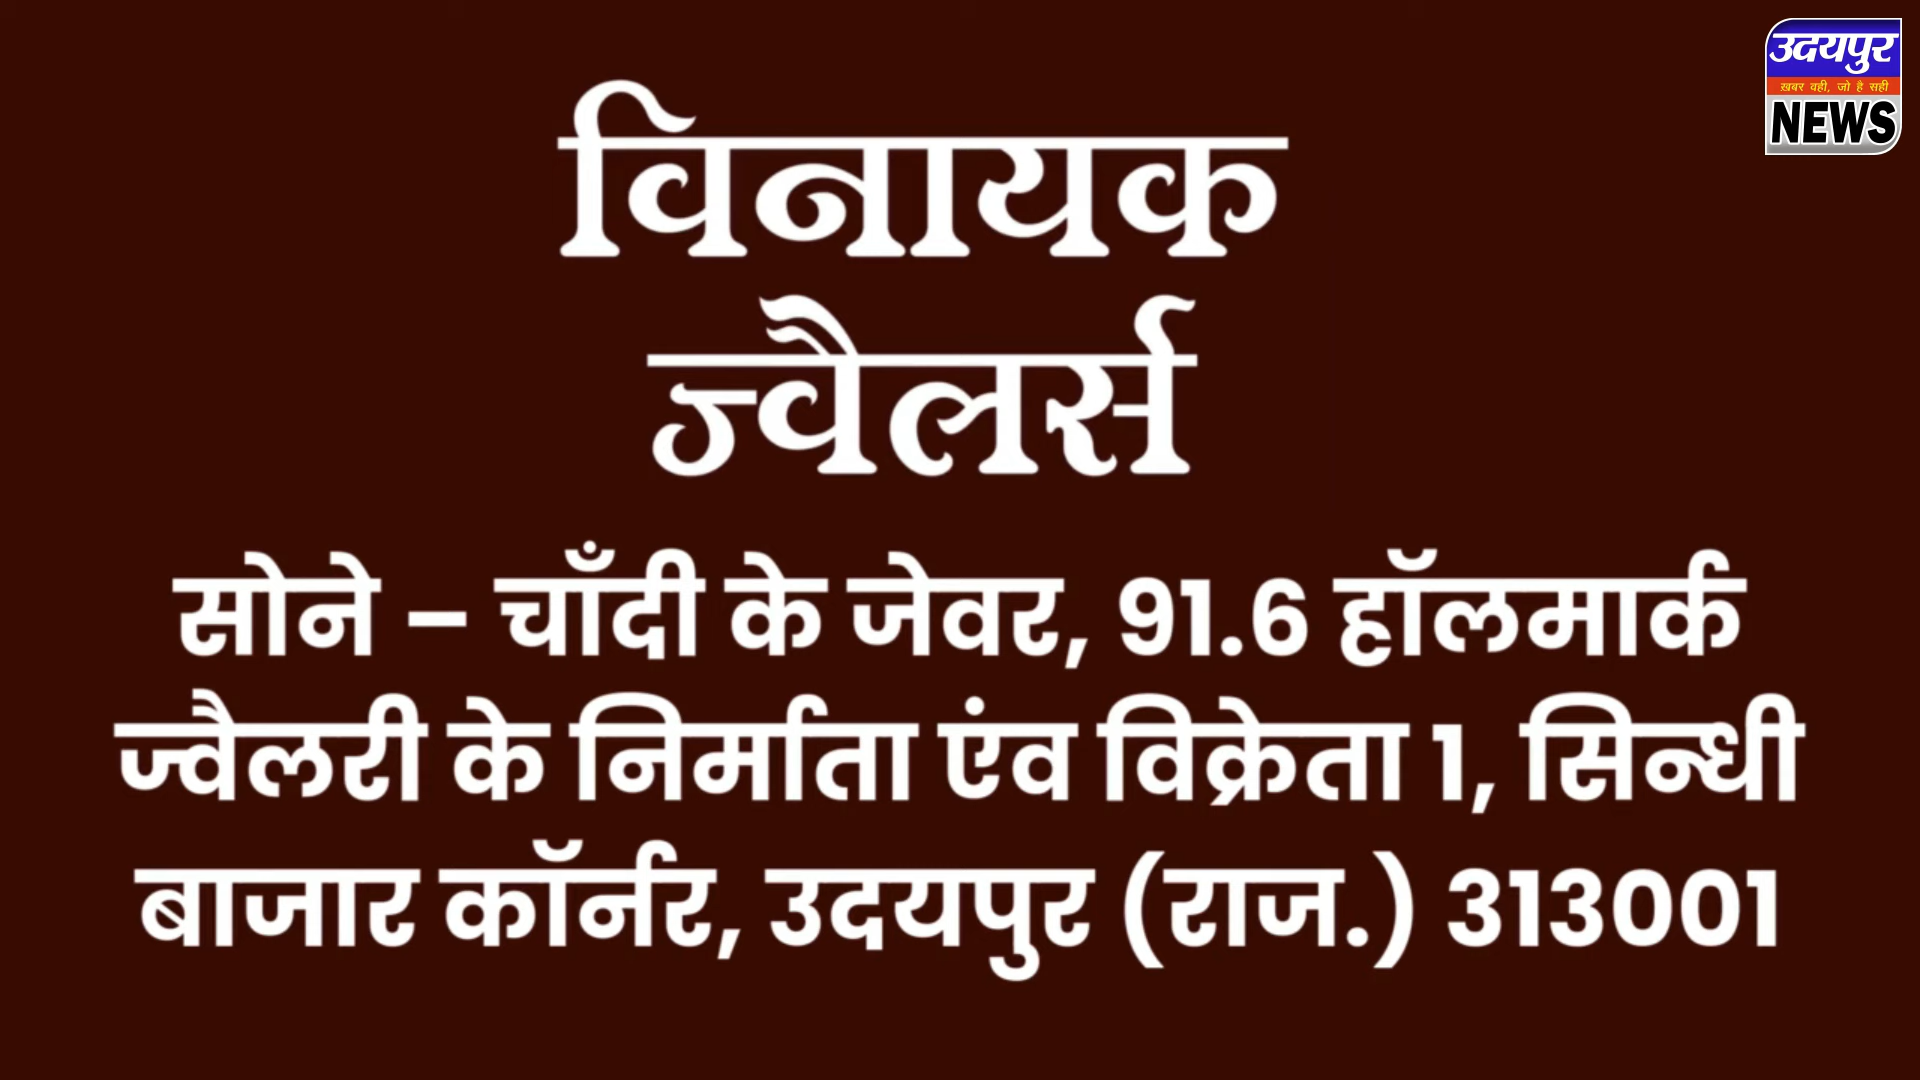 उदयपुर
ख़बर वही, जो है सही
NEWS
विनायक
ज्वैलर्स
सोने – चाँदी के जेवर, 91.6 हॉलमार्क
ज्वैलरी के निर्माता एंव विक्रेता 1, सिन्धी
बाजार कॉर्नर, उदयपुर (राज.) 313001